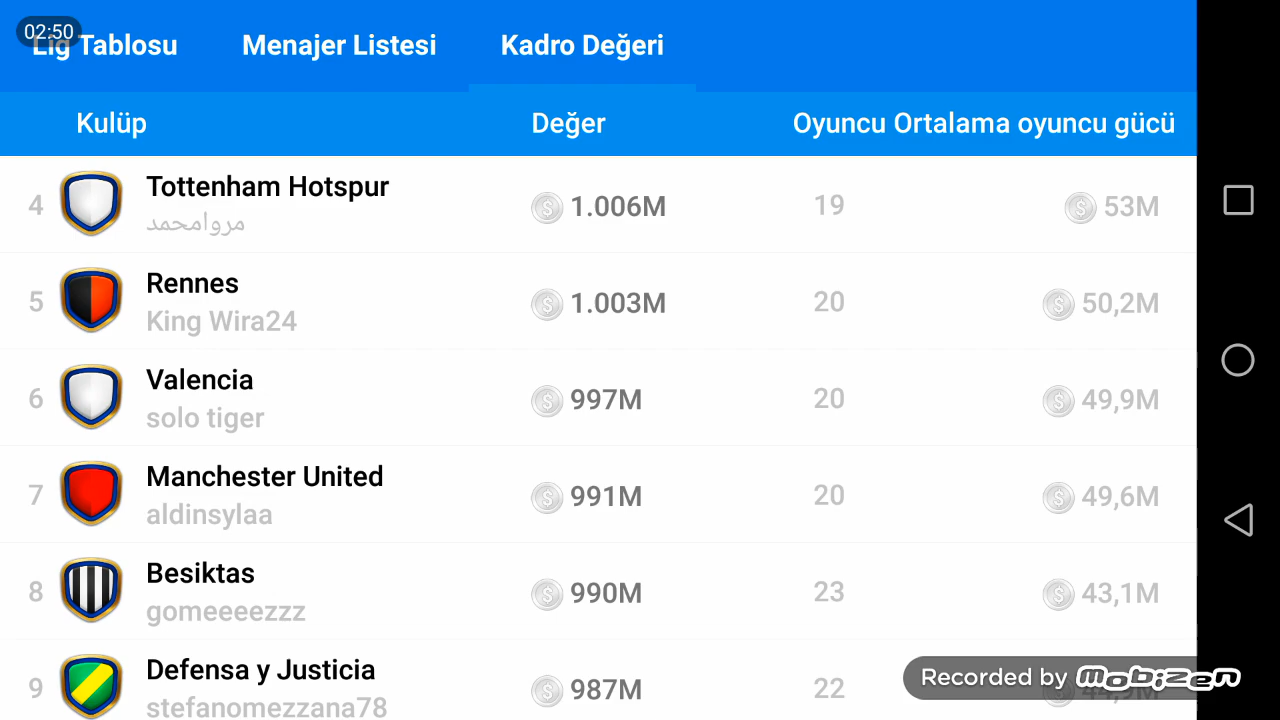 02:50
Lig Tablosu Menajer Listesi Kadro Değeri
Kulüp Değer Oyuncu Ortalama oyuncu gücü
4 Tottenham Hotspur 1.006M 19 53M
مروامحمد
5 Rennes 1.003M 20 50,2M
King Wira24
6 Valencia 997M 20 49,9M
solo tiger
7 Manchester United 991M 20 49,6M
aldinsylaa
8 Besiktas 990M 23 43,1M
gomeeeezzz
9 Defensa y Justicia 987M 22 44,9M
stefanomezzana78
Recorded by mobizen